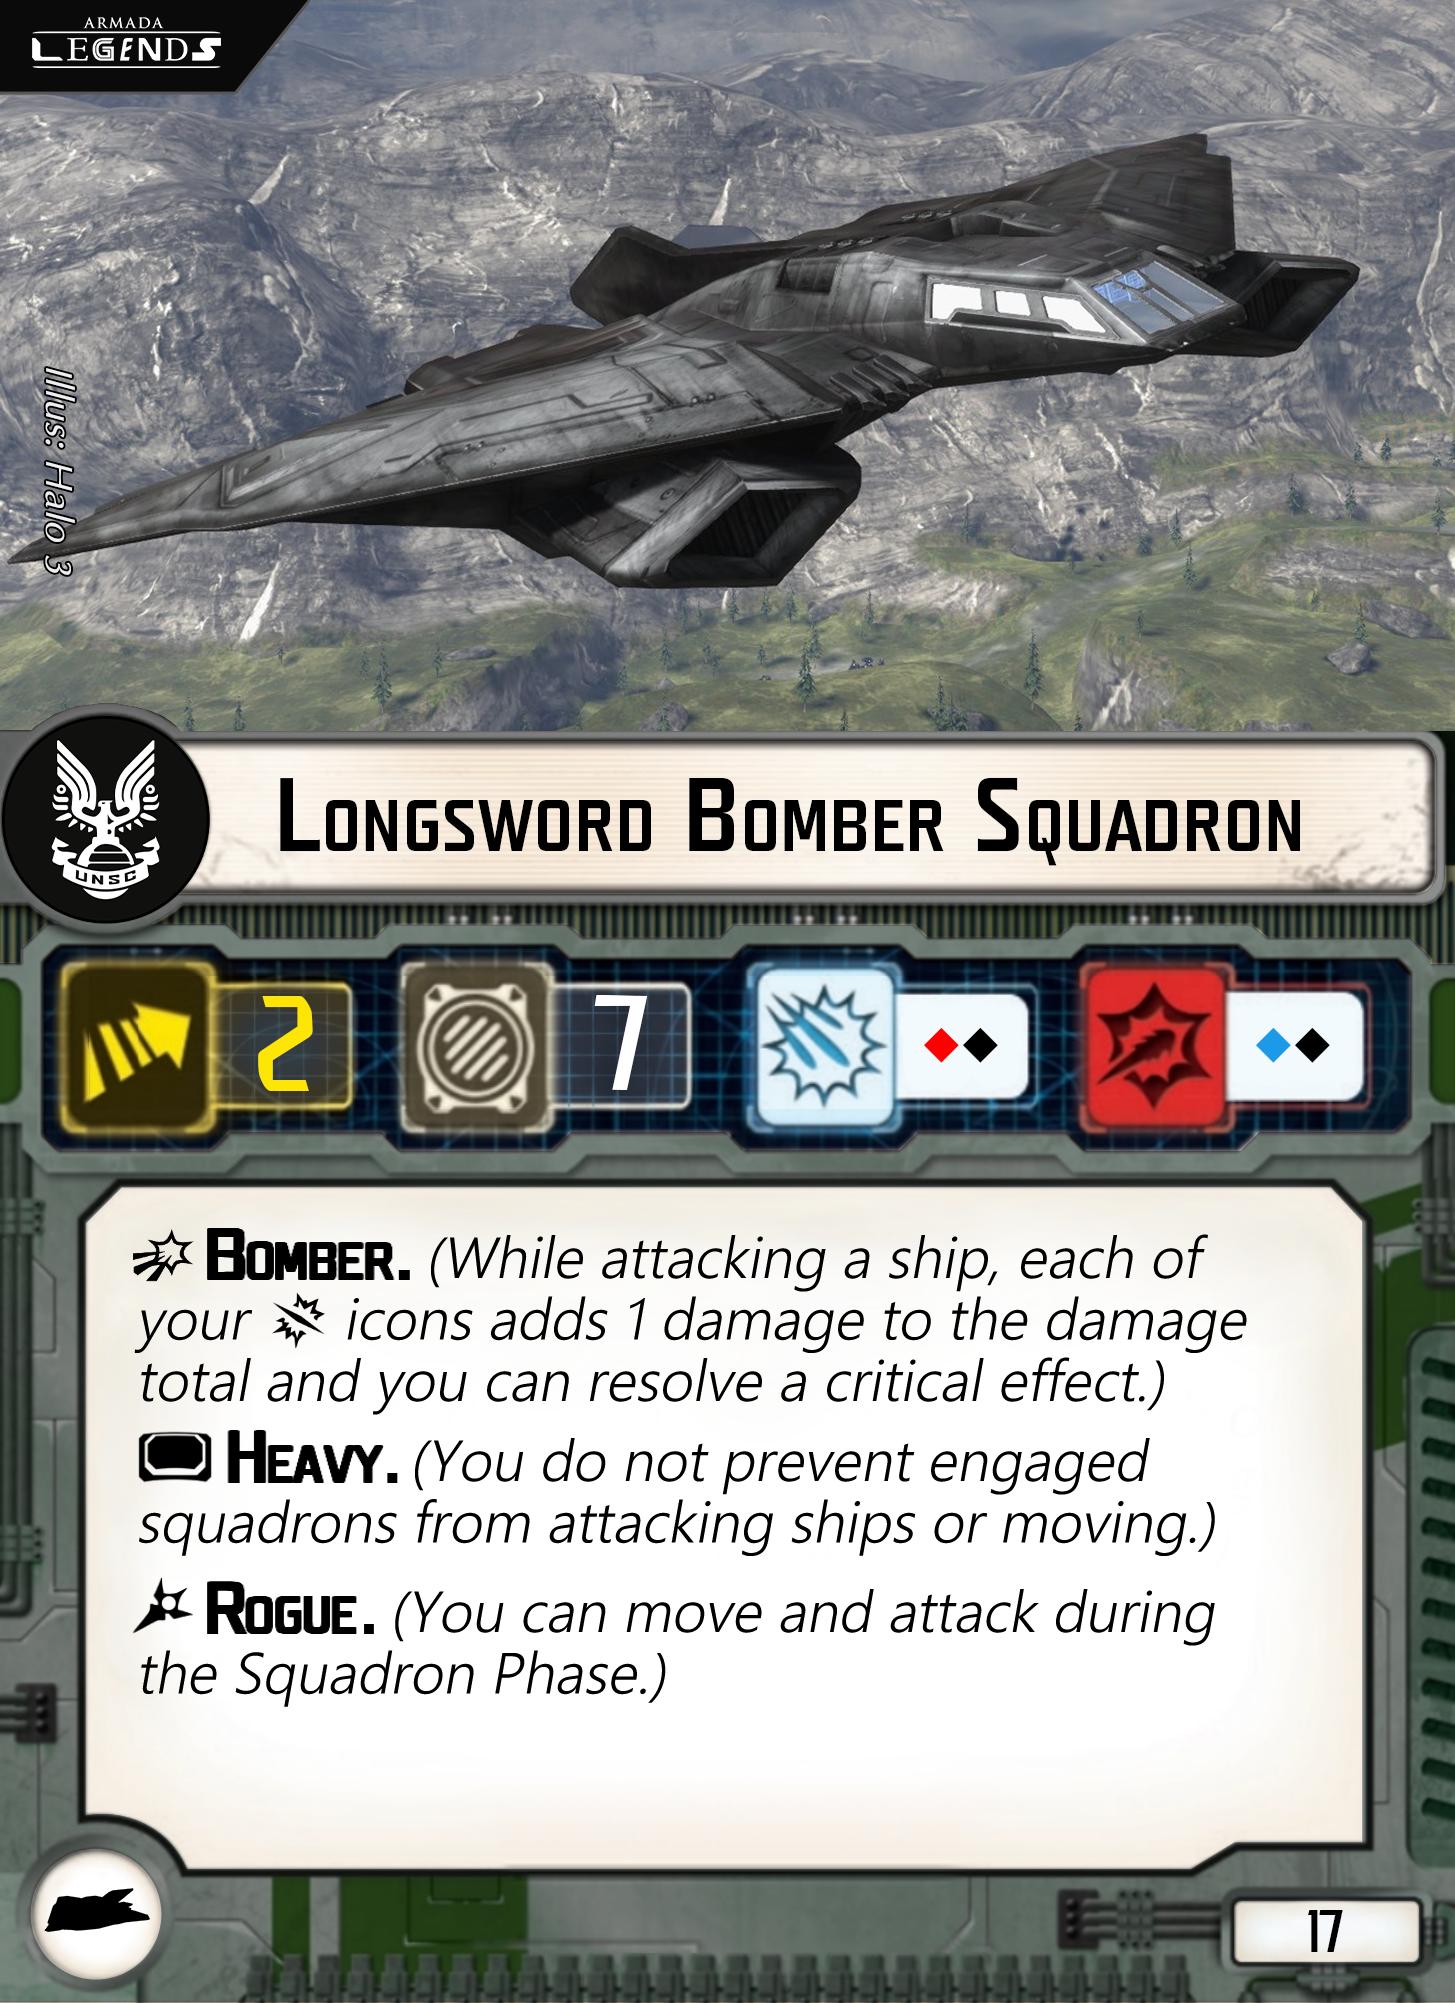 ARMADA
LEGENDS
Illus: Halo 3
UNSC
LONGSWORD BOMBER SQUADRON
2
7
BOMBER. (While attacking a ship, each of
your icons adds 1 damage to the damage
total and you can resolve a critical effect.)
HEAVY. (You do not prevent engaged
squadrons from attacking ships or moving.)
ROGUE. (You can move and attack during
the Squadron Phase.)
17